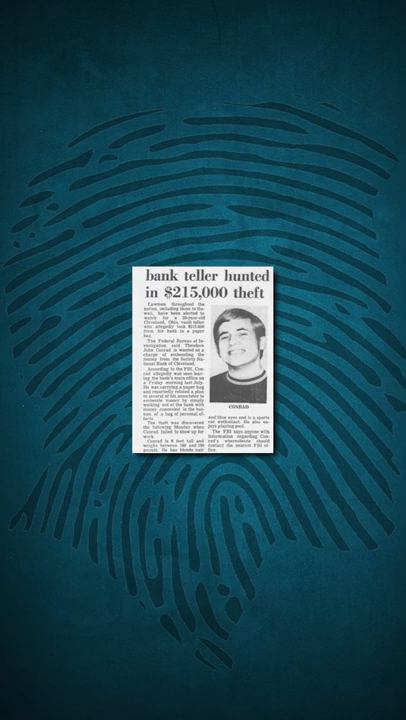 bank teller hunted
in $215,000 theft
Lawmen throughout the
nation, including those in Ha-
waii, have been alerted to
watch for a 20-year-old
Cleveland, Ohio, vault teller
who allegedly took $215,000
from his bank in a paper
bag.
The Federal Bureau of In-
vestigation said Theodore
John Conrad is wanted on a
charge of embezzling the
money from the Society Na-
tional Bank of Cleveland.
According to the FBI, Con-
rad allegedly was seen leav-
ing the bank's main office on
a Friday evening last July.
He was carrying a paper bag
and reportedly related a plan
to several of his associates to
embezzle money by simply
walking out of the bank with
money concealed in the bot-
tom of a bag of personal ef-
fects.
The theft was discovered
the following Monday when
Conrad failed to show up for
work.
Conrad is 6 feet tall and
weighs between 160 and
pounds. He has blonde hair
CONRAD
and blue eyes and is a sports
car enthusiast. He also en-
joys playing pool.
The FBI says anyone with
information regarding Con-
rad's whereabouts should
contact the nearest FBI of-
fice.